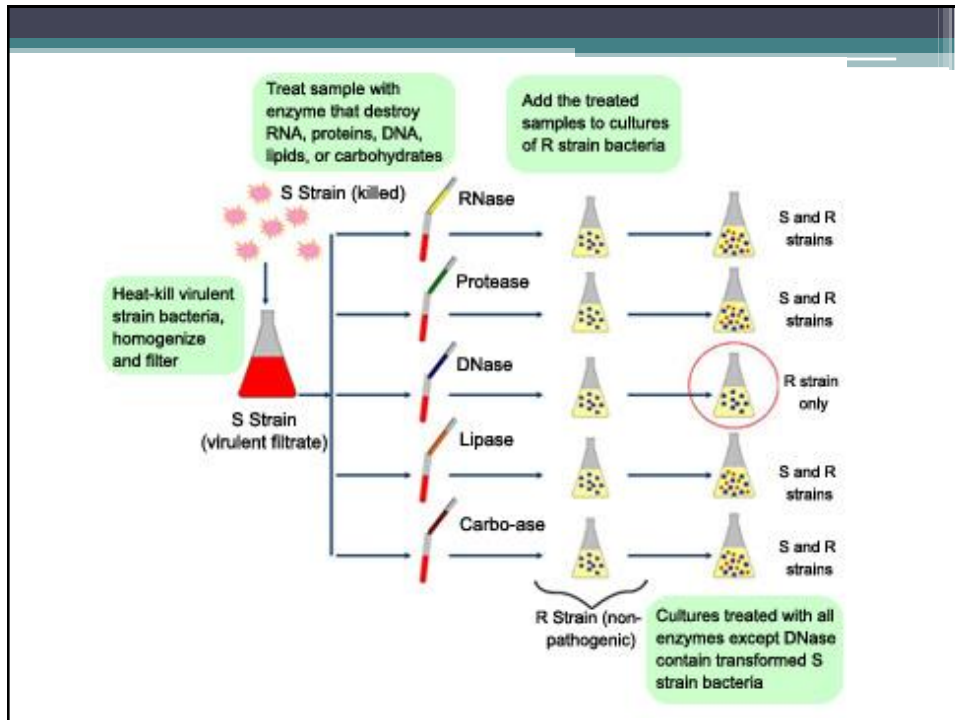 Treat sample with
enzyme that destroy
RNA, proteins, DNA,
lipids, or carbohydrates
Add the treated
samples to cultures
of R strain bacteria
S Strain (killed)
RNase
S and R
strains
Heat-kill virulent
strain bacteria,
homogenize
and filter
Protease
S and R
strains
DNase
R strain
only
S Strain
(virulent filtrate)
Lipase
S and R
strains
Carbo-ase
S and R
strains
R Strain (non-
pathogenic)
Cultures treated with all
enzymes except DNase
contain transformed S
strain bacteria